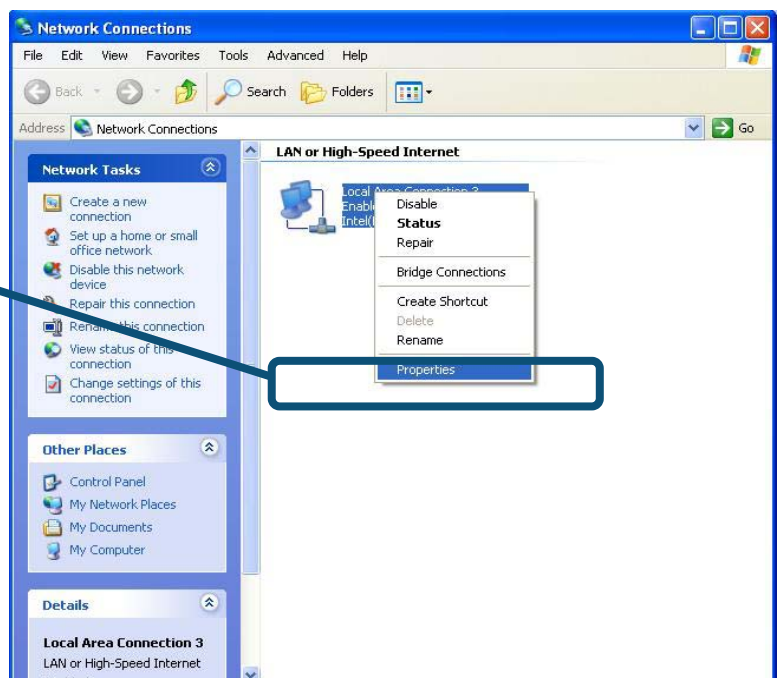 Network Connections
File Edit View Favorites Tools Advanced Help
Back Search Folders
Address Network Connections Go
Network Tasks
Create a new
connection
Set up a home or small
office network
Disable this network
device
Repair this connection
Rename this connection
View status of this
connection
Change settings of this
connection
Other Places
Control Panel
My Network Places
My Documents
My Computer
Details
Local Area Connection 3
LAN or High-Speed Internet
LAN or High-Speed Internet
Local Area Connection 3
Disable
Status
Repair
Bridge Connections
Create Shortcut
Delete
Rename
Properties